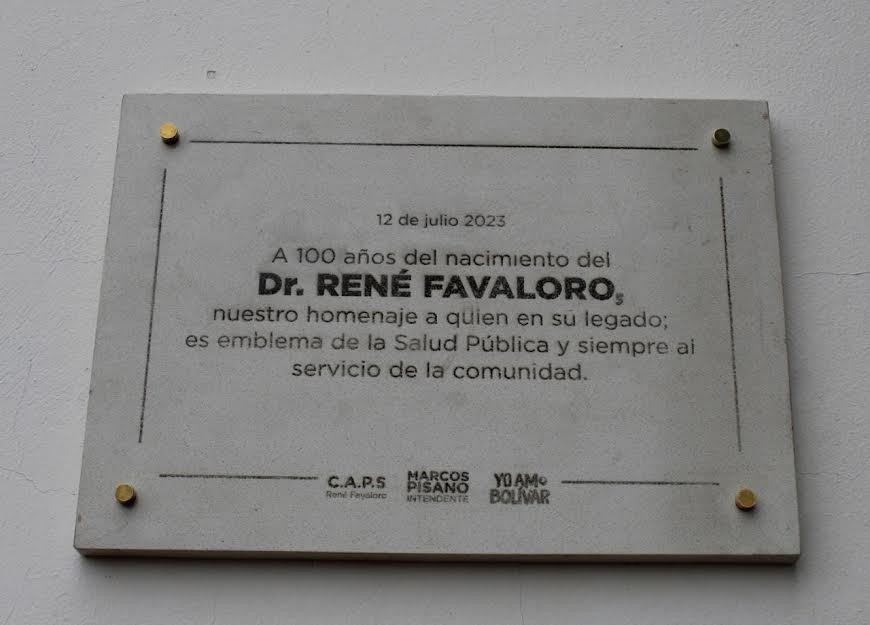 12 de julio 2023
A 100 años del nacimiento del
Dr. RENÉ FAVALORO,
nuestro homenaje a quien en su legado;
es emblema de la Salud Pública y siempre al
servicio de la comunidad.
C.A.P.S
René Favaloro
MARCOS
PISANO
INTENDENTE
YO AMO
BOLÍVAR